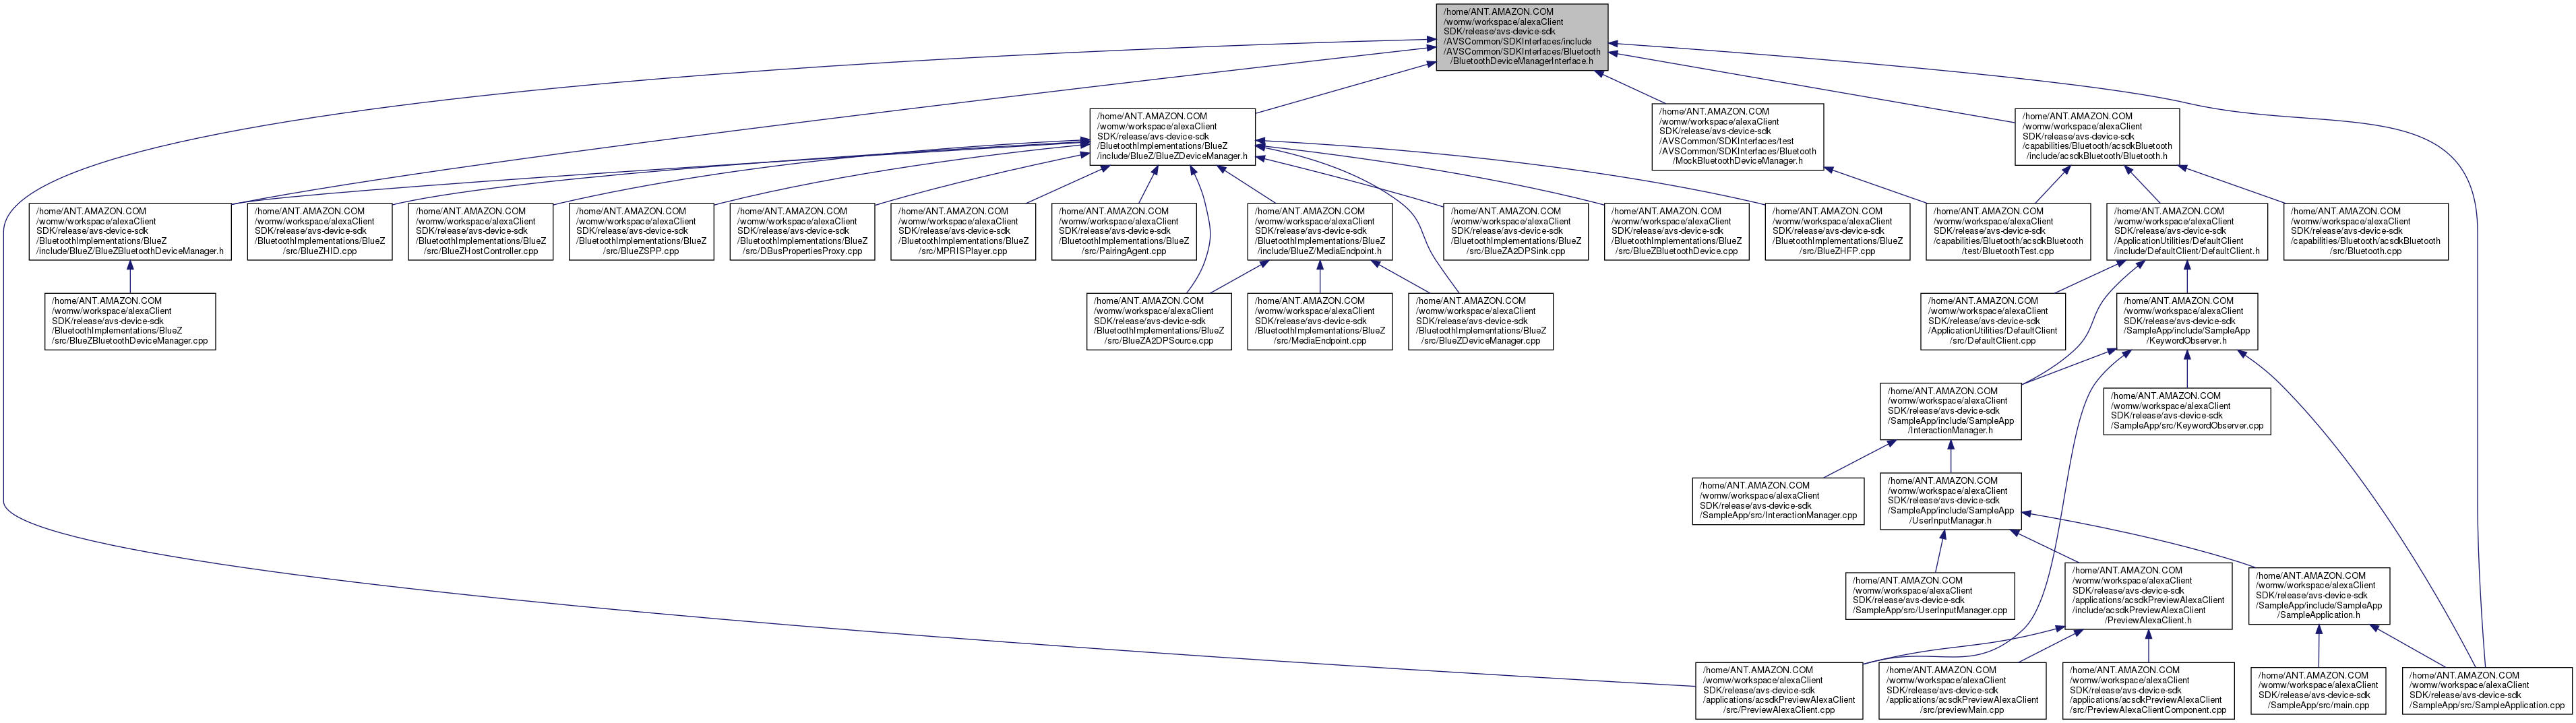 /home/ANT.AMAZON.COM
/womw/workspace/alexaClient
SDK/release/avs-device-sdk
/AVSCommon/SDKInterfaces/include
/AVSCommon/SDKInterfaces/Bluetooth
/BluetoothDeviceManagerInterface.h
/home/ANT.AMAZON.COM
/womw/workspace/alexaClient
SDK/release/avs-device-sdk
/BluetoothImplementations/BlueZ
/include/BlueZ/BlueZDeviceManager.h
/home/ANT.AMAZON.COM
/womw/workspace/alexaClient
SDK/release/avs-device-sdk
/AVSCommon/SDKInterfaces/test
/AVSCommon/SDKInterfaces/Bluetooth
/MockBluetoothDeviceManager.h
/home/ANT.AMAZON.COM
/womw/workspace/alexaClient
SDK/release/avs-device-sdk
/capabilities/Bluetooth/acsdkBluetooth
/include/acsdkBluetooth/Bluetooth.h
/home/ANT.AMAZON.COM
/womw/workspace/alexaClient
SDK/release/avs-device-sdk
/BluetoothImplementations/BlueZ
/include/BlueZ/BlueZBluetoothDeviceManager.h
/home/ANT.AMAZON.COM
/womw/workspace/alexaClient
SDK/release/avs-device-sdk
/BluetoothImplementations/BlueZ
/src/BlueZHID.cpp
/home/ANT.AMAZON.COM
/womw/workspace/alexaClient
SDK/release/avs-device-sdk
/BluetoothImplementations/BlueZ
/src/BlueZHostController.cpp
/home/ANT.AMAZON.COM
/womw/workspace/alexaClient
SDK/release/avs-device-sdk
/BluetoothImplementations/BlueZ
/src/BlueZSPP.cpp
/home/ANT.AMAZON.COM
/womw/workspace/alexaClient
SDK/release/avs-device-sdk
/BluetoothImplementations/BlueZ
/src/DBusPropertiesProxy.cpp
/home/ANT.AMAZON.COM
/womw/workspace/alexaClient
SDK/release/avs-device-sdk
/BluetoothImplementations/BlueZ
/src/MPRISPlayer.cpp
/home/ANT.AMAZON.COM
/womw/workspace/alexaClient
SDK/release/avs-device-sdk
/BluetoothImplementations/BlueZ
/src/PairingAgent.cpp
/home/ANT.AMAZON.COM
/womw/workspace/alexaClient
SDK/release/avs-device-sdk
/BluetoothImplementations/BlueZ
/include/BlueZ/MediaEndpoint.h
/home/ANT.AMAZON.COM
/womw/workspace/alexaClient
SDK/release/avs-device-sdk
/BluetoothImplementations/BlueZ
/src/BlueZA2DPSink.cpp
/home/ANT.AMAZON.COM
/womw/workspace/alexaClient
SDK/release/avs-device-sdk
/BluetoothImplementations/BlueZ
/src/BlueZBluetoothDevice.cpp
/home/ANT.AMAZON.COM
/womw/workspace/alexaClient
SDK/release/avs-device-sdk
/BluetoothImplementations/BlueZ
/src/BlueZHFP.cpp
/home/ANT.AMAZON.COM
/womw/workspace/alexaClient
SDK/release/avs-device-sdk
/capabilities/Bluetooth/acsdkBluetooth
/test/BluetoothTest.cpp
/home/ANT.AMAZON.COM
/womw/workspace/alexaClient
SDK/release/avs-device-sdk
/ApplicationUtilities/DefaultClient
/include/DefaultClient/DefaultClient.h
/home/ANT.AMAZON.COM
/womw/workspace/alexaClient
SDK/release/avs-device-sdk
/capabilities/Bluetooth/acsdkBluetooth
/src/Bluetooth.cpp
/home/ANT.AMAZON.COM
/womw/workspace/alexaClient
SDK/release/avs-device-sdk
/BluetoothImplementations/BlueZ
/src/BlueZBluetoothDeviceManager.cpp
/home/ANT.AMAZON.COM
/womw/workspace/alexaClient
SDK/release/avs-device-sdk
/BluetoothImplementations/BlueZ
/src/BlueZA2DPSource.cpp
/home/ANT.AMAZON.COM
/womw/workspace/alexaClient
SDK/release/avs-device-sdk
/BluetoothImplementations/BlueZ
/src/MediaEndpoint.cpp
/home/ANT.AMAZON.COM
/womw/workspace/alexaClient
SDK/release/avs-device-sdk
/BluetoothImplementations/BlueZ
/src/BlueZDeviceManager.cpp
/home/ANT.AMAZON.COM
/womw/workspace/alexaClient
SDK/release/avs-device-sdk
/ApplicationUtilities/DefaultClient
/src/DefaultClient.cpp
/home/ANT.AMAZON.COM
/womw/workspace/alexaClient
SDK/release/avs-device-sdk
/SampleApp/include/SampleApp
/KeywordObserver.h
/home/ANT.AMAZON.COM
/womw/workspace/alexaClient
SDK/release/avs-device-sdk
/SampleApp/include/SampleApp
/InteractionManager.h
/home/ANT.AMAZON.COM
/womw/workspace/alexaClient
SDK/release/avs-device-sdk
/SampleApp/src/KeywordObserver.cpp
/home/ANT.AMAZON.COM
/womw/workspace/alexaClient
SDK/release/avs-device-sdk
/SampleApp/src/InteractionManager.cpp
/home/ANT.AMAZON.COM
/womw/workspace/alexaClient
SDK/release/avs-device-sdk
/SampleApp/include/SampleApp
/UserInputManager.h
/home/ANT.AMAZON.COM
/womw/workspace/alexaClient
SDK/release/avs-device-sdk
/SampleApp/src/UserInputManager.cpp
/home/ANT.AMAZON.COM
/womw/workspace/alexaClient
SDK/release/avs-device-sdk
/applications/acsdkPreviewAlexaClient
/include/acsdkPreviewAlexaClient
/PreviewAlexaClient.h
/home/ANT.AMAZON.COM
/womw/workspace/alexaClient
SDK/release/avs-device-sdk
/SampleApp/include/SampleApp
/SampleApplication.h
/home/ANT.AMAZON.COM
/womw/workspace/alexaClient
SDK/release/avs-device-sdk
/applications/acsdkPreviewAlexaClient
/src/PreviewAlexaClient.cpp
/home/ANT.AMAZON.COM
/womw/workspace/alexaClient
SDK/release/avs-device-sdk
/applications/acsdkPreviewAlexaClient
/src/previewMain.cpp
/home/ANT.AMAZON.COM
/womw/workspace/alexaClient
SDK/release/avs-device-sdk
/applications/acsdkPreviewAlexaClient
/src/PreviewAlexaClientComponent.cpp
/home/ANT.AMAZON.COM
/womw/workspace/alexaClient
SDK/release/avs-device-sdk
/SampleApp/src/main.cpp
/home/ANT.AMAZON.COM
/womw/workspace/alexaClient
SDK/release/avs-device-sdk
/SampleApp/src/SampleApplication.cpp